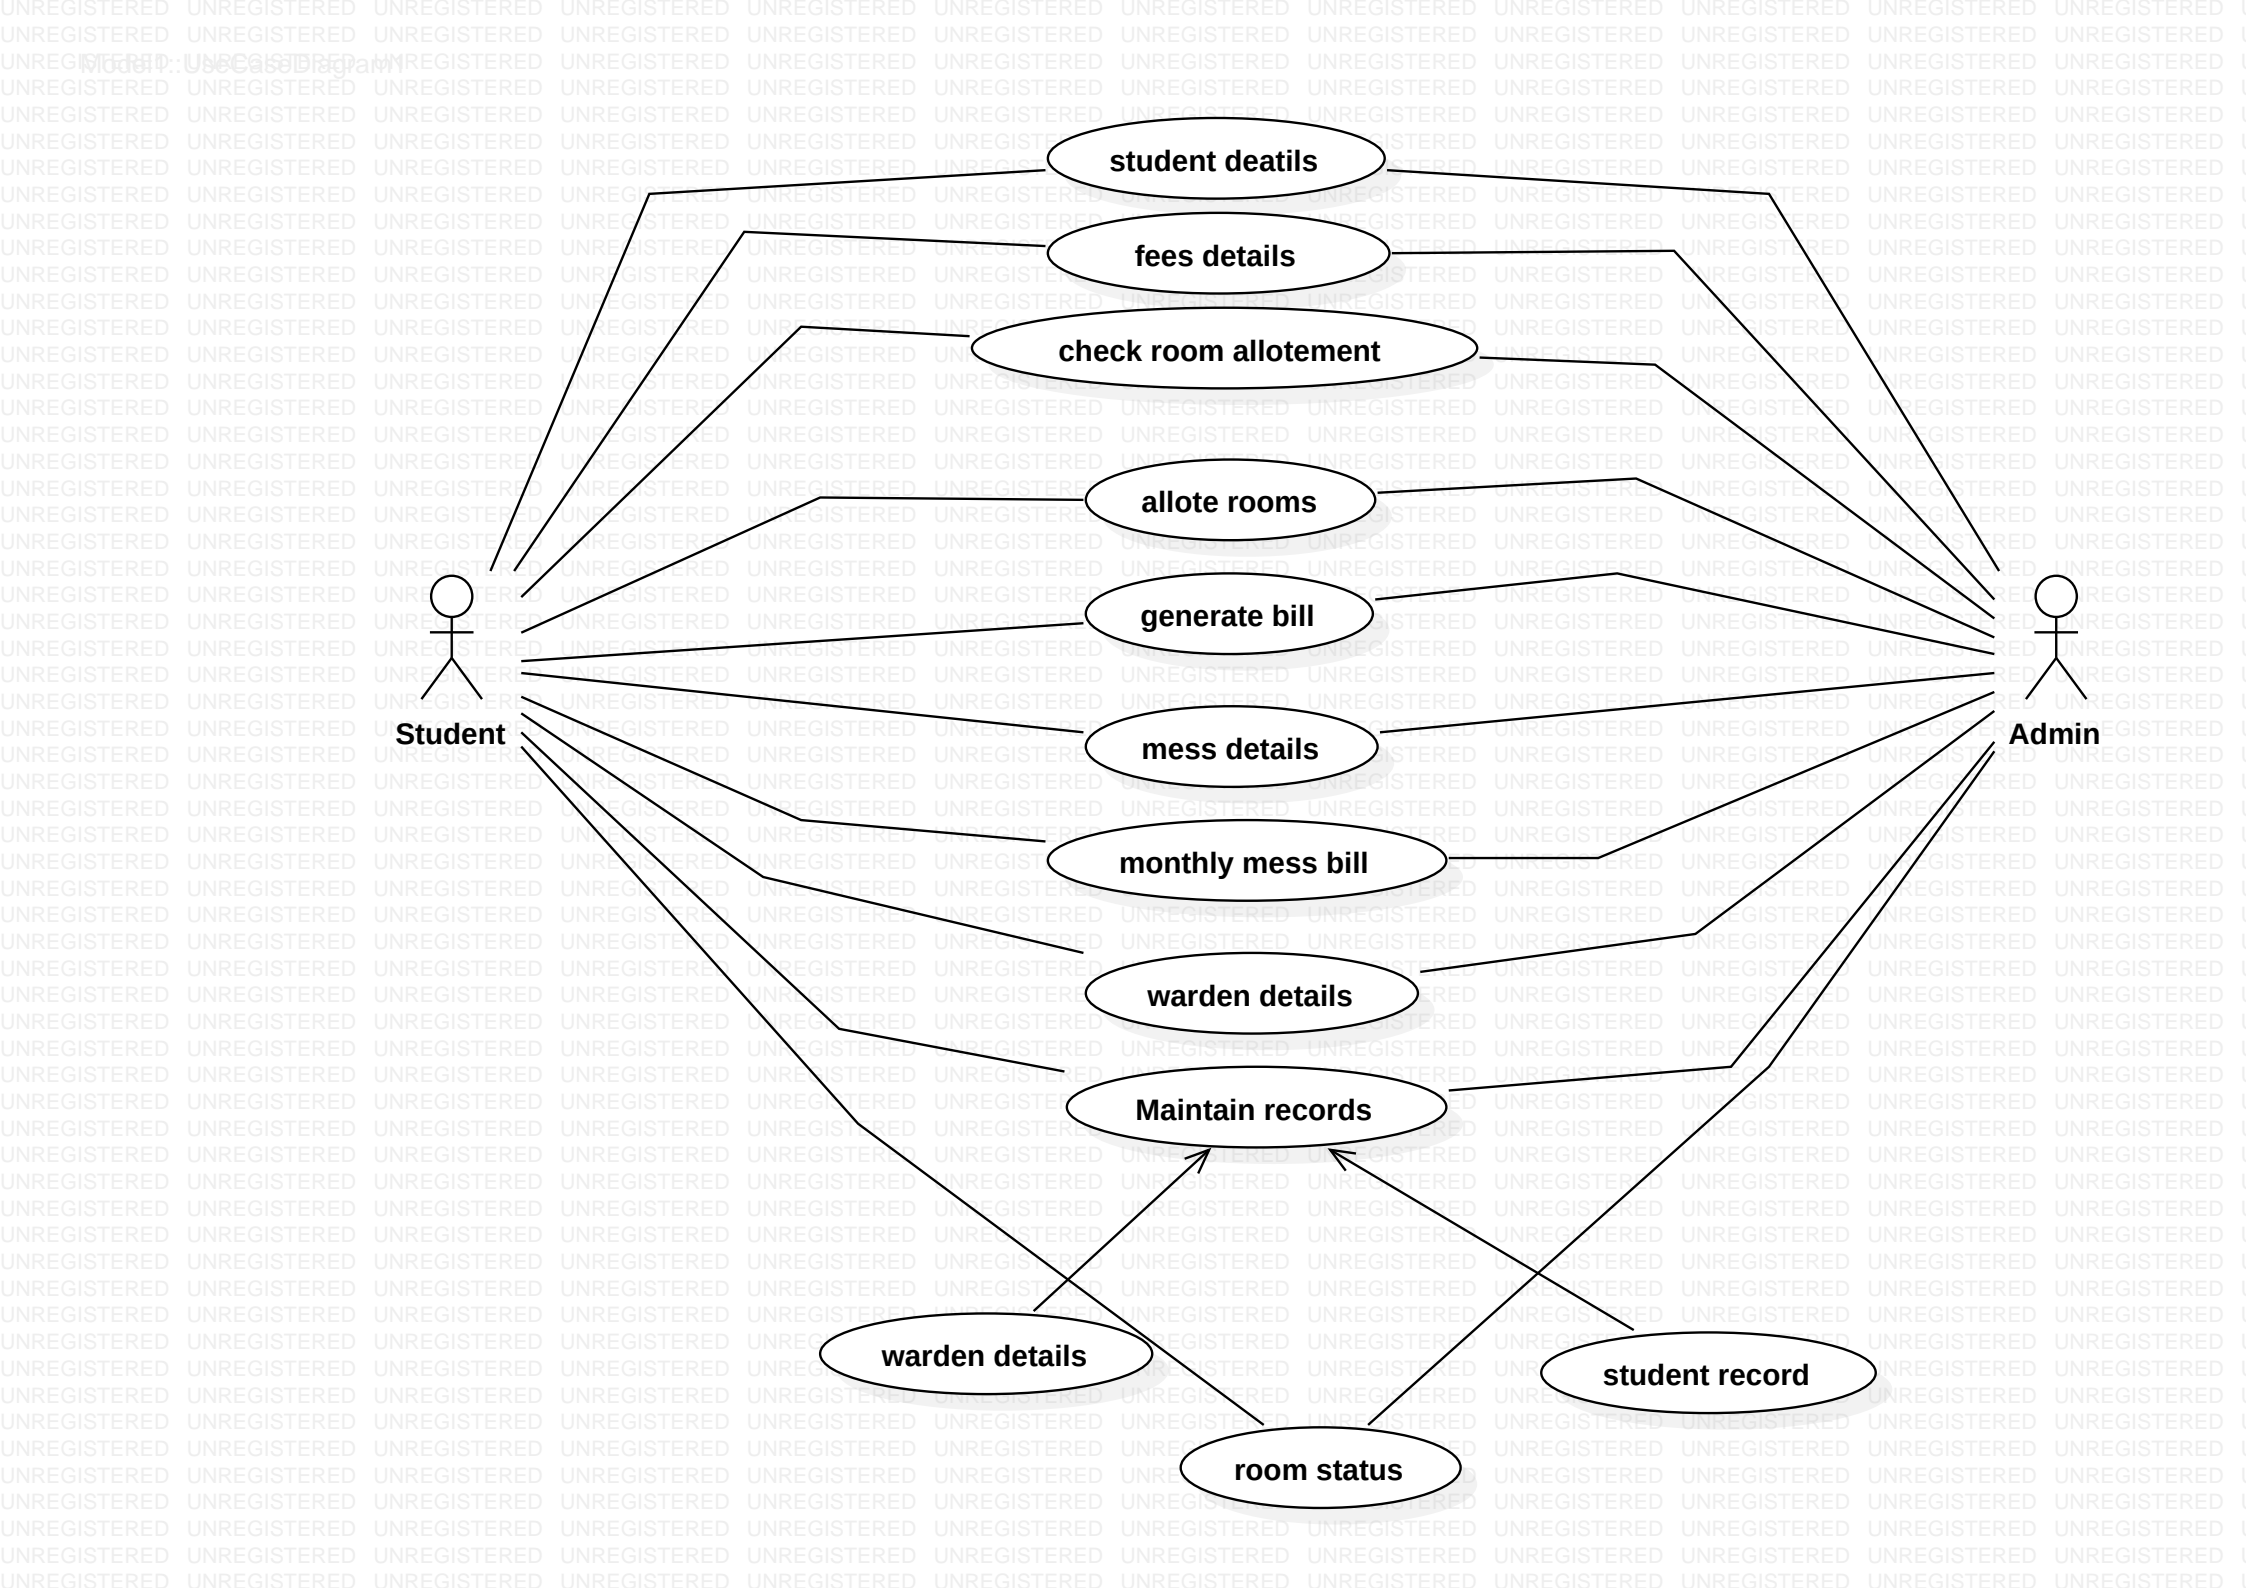 Model1::UseCaseDiagram1
student deatils
fees details
check room allotement
allote rooms
generate bill
Student
Admin
mess details
monthly mess bill
warden details
Maintain records
warden details
student record
room status
UNREGISTERED